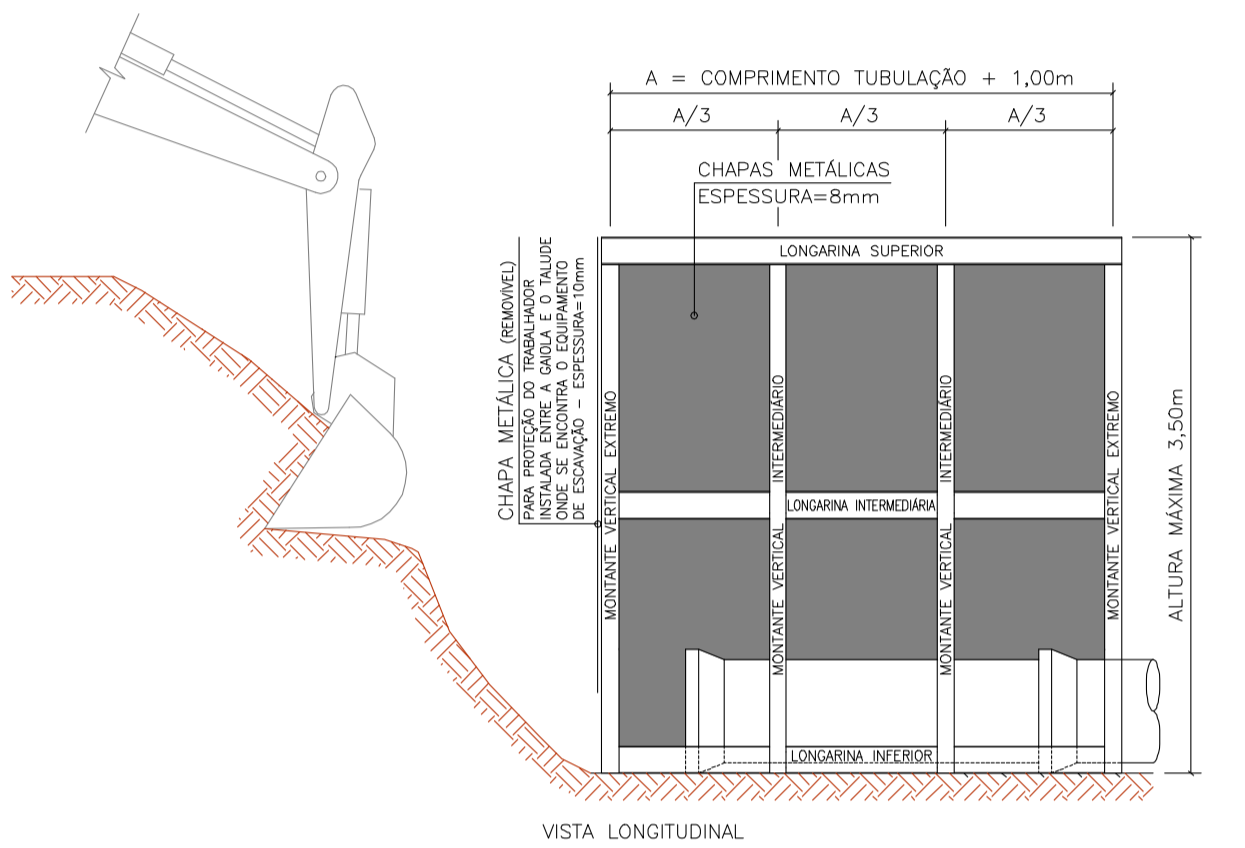 A = COMPRIMENTO TUBULAÇÃO + 1,00m
A/3
A/3
A/3
CHAPAS METÁLICAS
ESPESSURA=8mm
CHAPA METÁLICA (REMOVÍVEL)
PARA PROTEÇÃO DO TRABALHADOR
INSTALADA ENTRE A GAIOLA E O TALUDE
ONDE SE ENCONTRA O EQUIPAMENTO
DE ESCAVAÇÃO - ESPESSURA=10mm
LONGARINA SUPERIOR
MONTANTE VERTICAL EXTREMO
MONTANTE VERTICAL INTERMEDIÁRIO
LONGARINA INTERMEDIÁRIA
MONTANTE VERTICAL INTERMEDIÁRIO
MONTANTE VERTICAL EXTREMO
ALTURA MÁXIMA 3,50m
LONGARINA INFERIOR
VISTA LONGITUDINAL